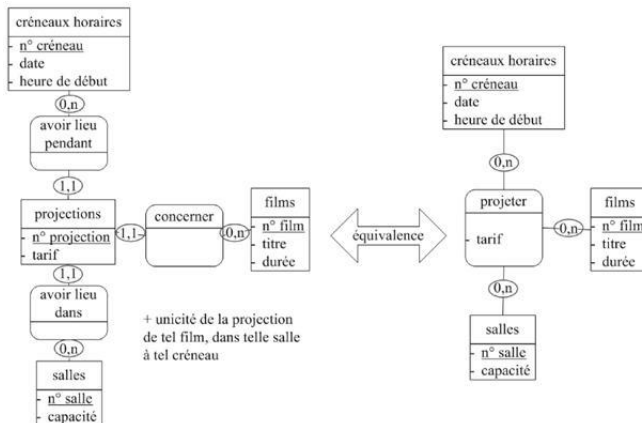 créneaux horaires
- n° créneau
- date
- heure de début
0,n
avoir lieu
pendant
1,1
projections
- n° projection
- tarif
1,1
concerner
0,n
films
- n° film
- titre
- durée
1,1
avoir lieu
dans
0,n
salles
- n° salle
- capacité
+ unicité de la projection
de tel film, dans telle salle
à tel créneau
équivalence
créneaux horaires
- n° créneau
- date
- heure de début
0,n
projeter
- tarif
0,n
films
- n° film
- titre
- durée
0,n
salles
- n° salle
- capacité